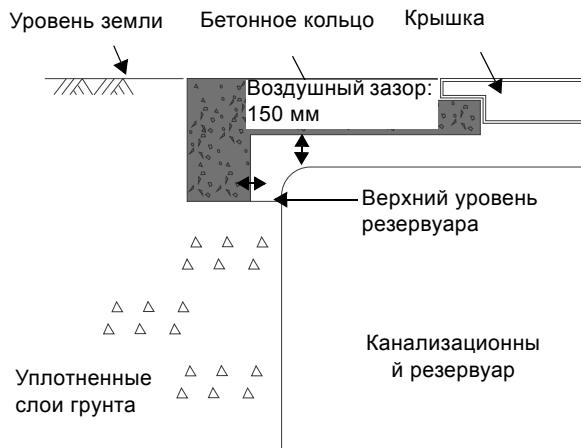 Уровень земли
Бетонное кольцо
Крышка
Воздушный зазор:
150 мм
Верхний уровень
резервуара
Канализационны
й резервуар
Уплотненные
слои грунта